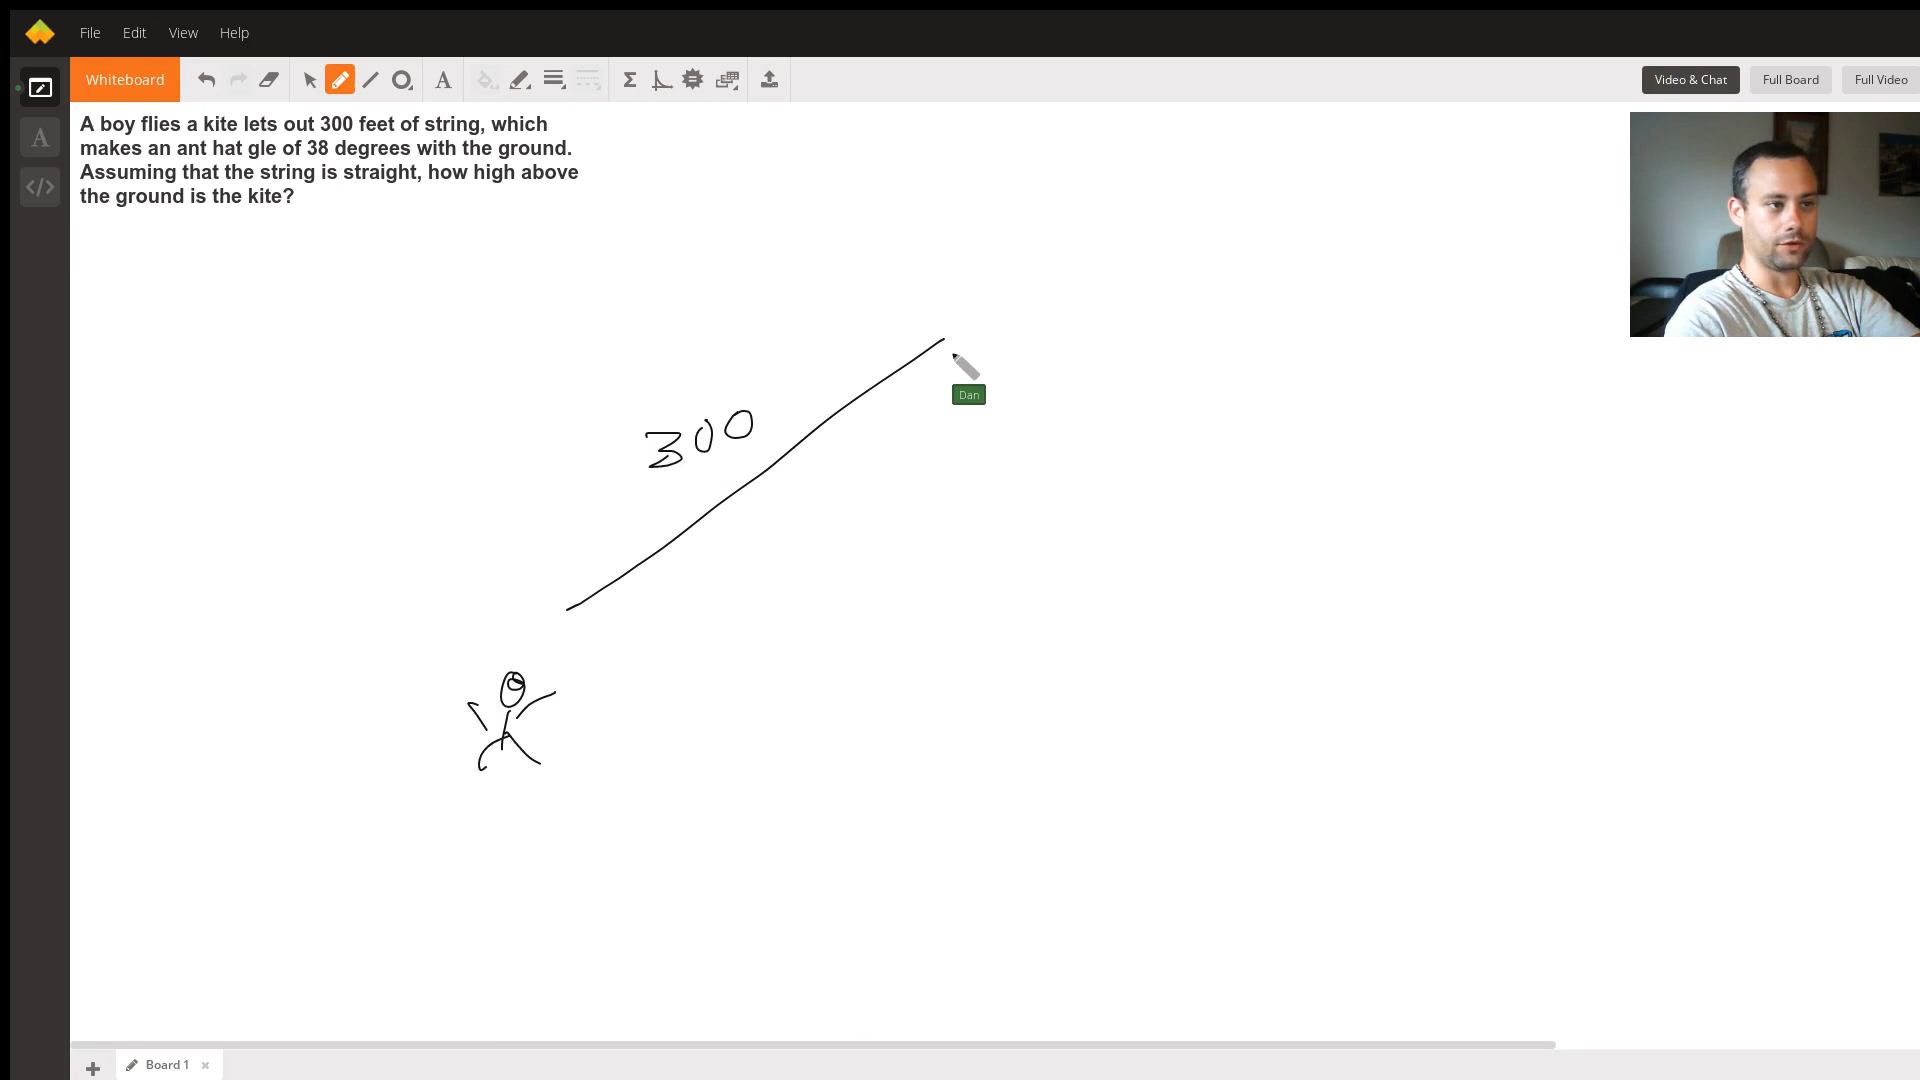 File Edit View Help
Whiteboard
Video & Chat Full Board Full Video
A boy flies a kite lets out 300 feet of string, which
makes an ant hat gle of 38 degrees with the ground.
Assuming that the string is straight, how high above
the ground is the kite?
300
Dan
Board 1